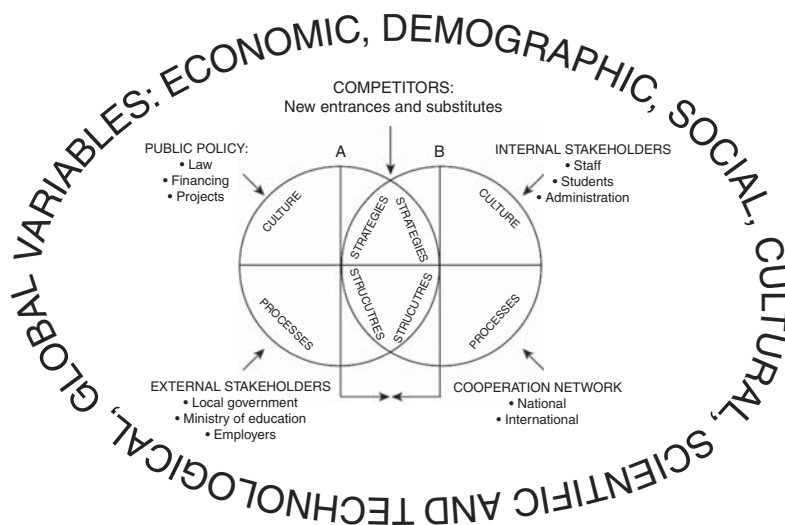 VARIABLES: ECONOMIC, DEMOGRAPHIC, SOCIAL, CULTURAL, SCIENTIFIC AND TECHNOLOGICAL, GLOBAL
COMPETITORS:
New entrances and substitutes
PUBLIC POLICY:
• Law
• Financing
• Projects
A
B
INTERNAL STAKEHOLDERS
• Staff
• Students
• Administration
CULTURE
STRATEGIES
STRATEGIES
CULTURE
PROCESSES
STRUCUTRES
STRUCUTRES
PROCESSES
EXTERNAL STAKEHOLDERS
• Local government
• Ministry of education
• Employers
COOPERATION NETWORK
• National
• International